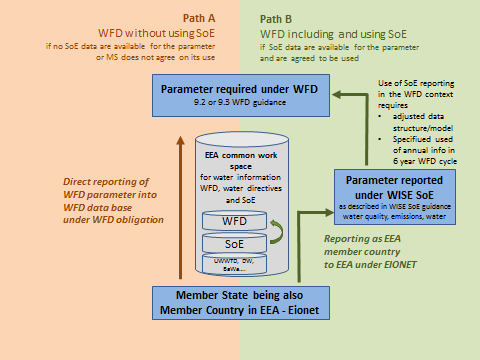 Path A
WFD without using SoE
if no SoE data are available for the parameter
or MS does not agree on its use
Path B
WFD including and using SoE
if SoE data are available for the parameter
and are agreed to be used
Parameter required under WFD
9.2 or 9.3 WFD guidance
Use of SoE reporting
in the WFD context
requires
• adjusted data
structure/model
• Specifiued used
of annual info in
6 year WFD cycle
EEA common work
space
for water information
WFD, water directives
and SoE
WFD
SoE
UWWTD, DW,
BaWa...
Direct reporting of
WFD parameter into
WFD data base
under WFD obligation
Parameter reported
under WISE SoE
as described in WISE SoE guidance
water quality, emissions, water
Reporting as EEA
member country
to EEA under EIONET
Member State being also
Member Country in EEA - Eionet